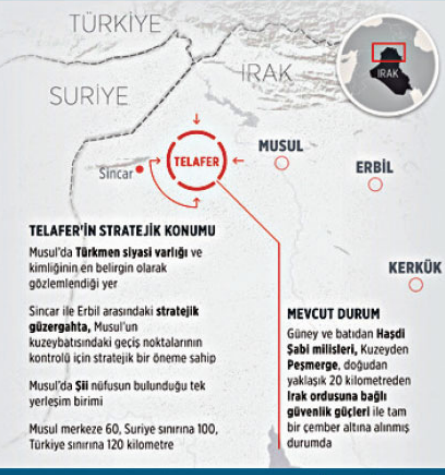 TÜRKİYE
IRAK
SURİYE
IRAK
MUSUL
TELAFER
Sincar
ERBİL
KERKÜK
TELAFER'İN STRATEJİK KONUMU
Musul'da Türkmen siyasi varlığı ve
kimliğinin en belirgin olarak
gözlemlendiği yer
Sincar ile Erbil arasındaki stratejik
güzergahta, Musul'un
kuzeybatısındaki geçiş noktalarının
kontrolü için stratejik bir öneme sahip
Musul'da Şii nüfusun bulunduğu tek
yerleşim birimi
Musul merkeze 60, Suriye sınırına 100,
Türkiye sınırına 120 kilometre
MEVCUT DURUM
Güney ve batıdan Haşdi
Şabi milisleri, Kuzeyden
Peşmerge, doğudan
yaklaşık 20 kilometreden
Irak ordusuna bağlı
güvenlik güçleri ile tam
bir çember altına alınmış
durumda